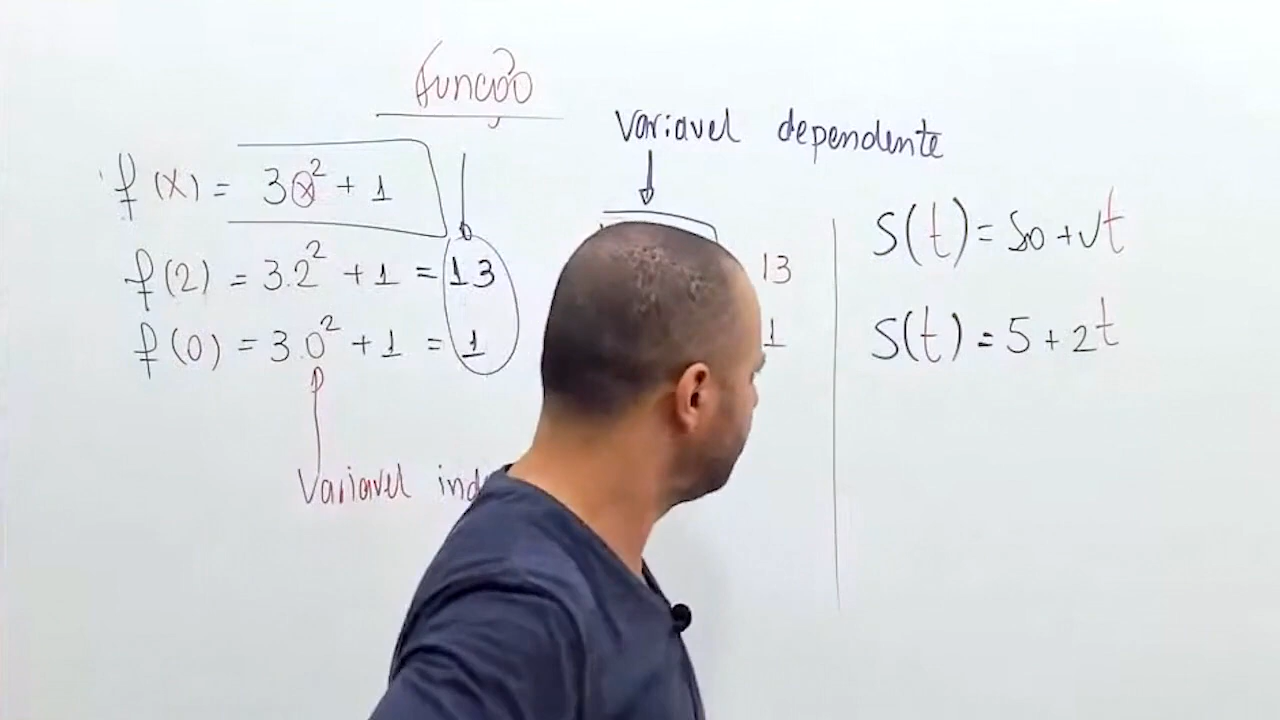 função
Variavel dependente
f(x) = 3x² + 1
f(2) = 3.2² + 1 = 13
f(0) = 3.0² + 1 = 1
Variavel
13
1
S(t) = So + vt
S(t) = 5 + 2t